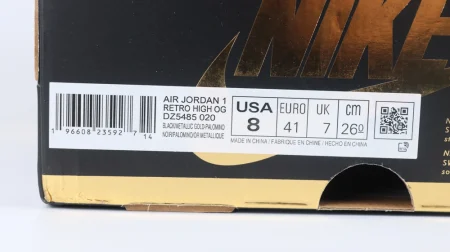 NIKE
AIR JORDAN 1
RETRO HIGH OG
DZ5485 020
BLACK/METALLIC GOLD-PALOMINO
NOIR/PALOMINO/OR METALLIQUE
1 96608 23592 7
14
USA
8
EURO
41
UK
7
cm
26
MADE IN CHINA / FABRIQUE EN CHINE / HECHO EN CHINA